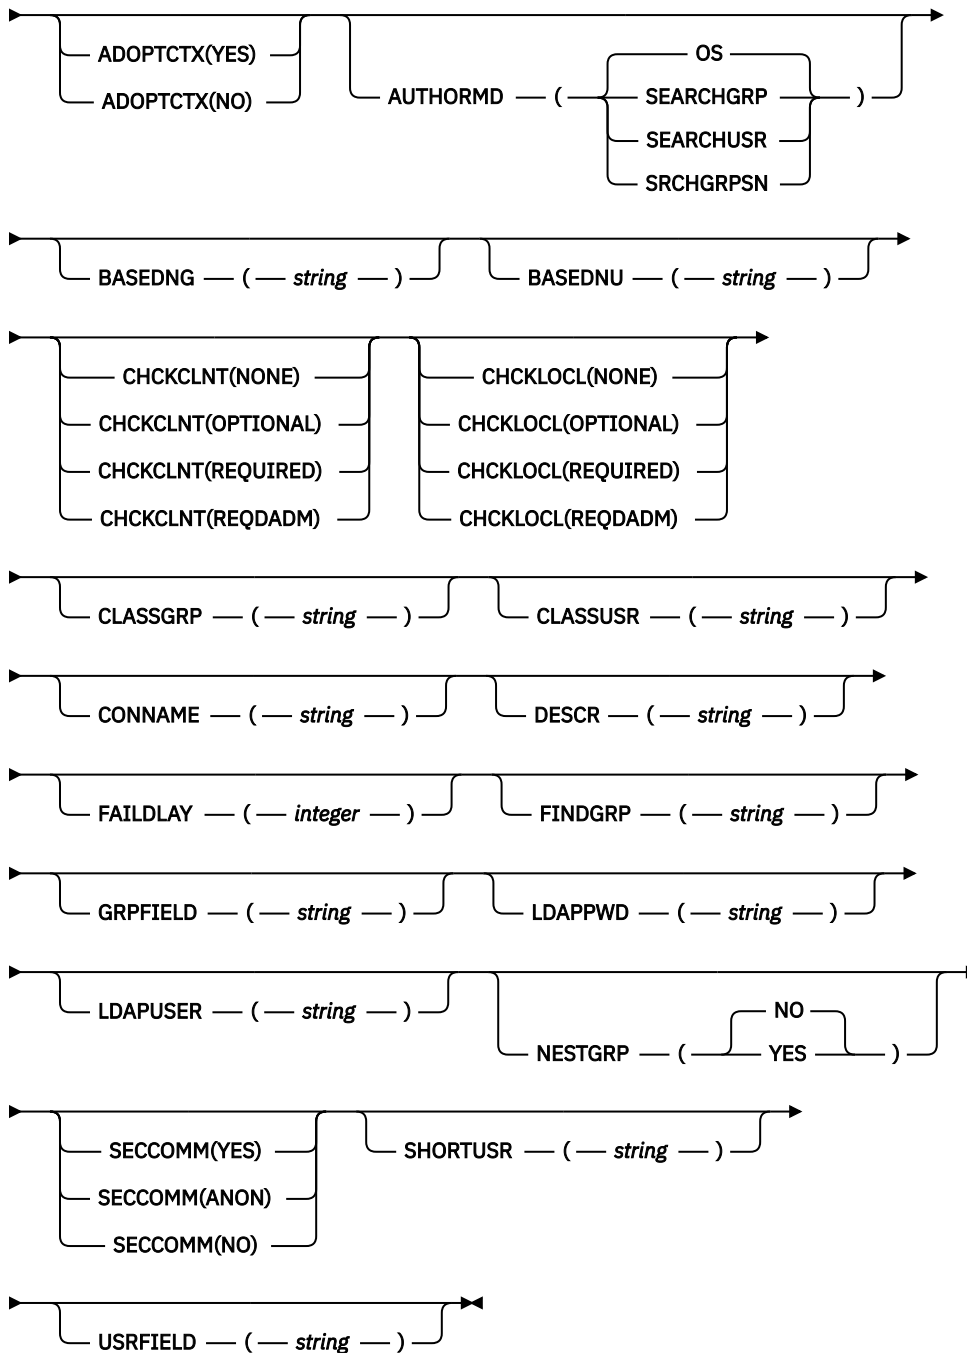 ADOPTCTX(YES)
ADOPTCTX(NO)
AUTHORMD ( OS )
SEARCHGRP
SEARCHUSR
SRCHGRPSN
BASEDNG ( string ) BASEDNU ( string )
CHCKCLNT(NONE) CHCKLOCL(NONE)
CHCKCLNT(OPTIONAL) CHCKLOCL(OPTIONAL)
CHCKCLNT(REQUIRED) CHCKLOCL(REQUIRED)
CHCKCLNT(REQDADM) CHCKLOCL(REQDADM)
CLASSGRP ( string ) CLASSUSR ( string )
CONNAME ( string ) DESCR ( string )
FAILDLAY ( integer ) FINDGRP ( string )
GRPFIELD ( string ) LDAPPWD ( string )
LDAPUSER ( string )
NO
NESTGRP ( YES )
SECCOMM(YES) SHORTUSR ( string )
SECCOMM(ANON)
SECCOMM(NO)
USRFIELD ( string )